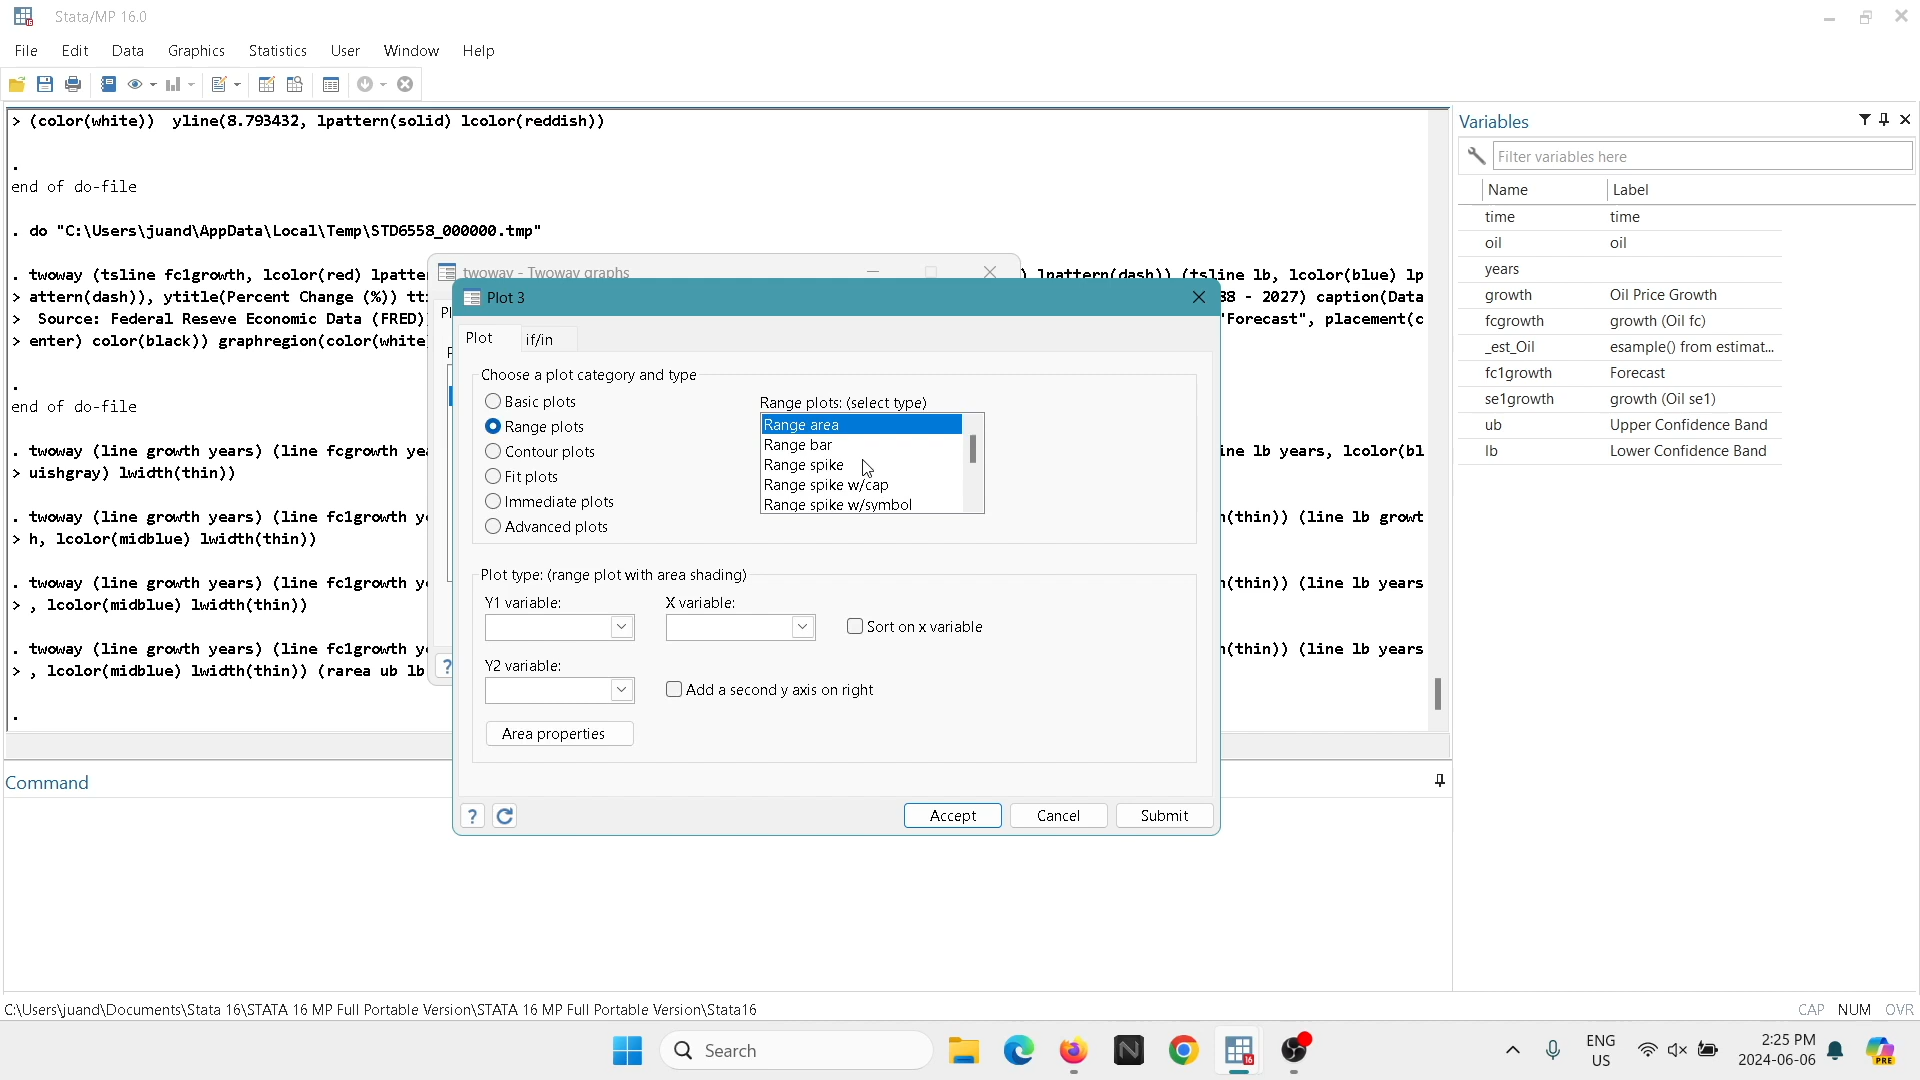 Stata/MP 16.0
File Edit Data Graphics Statistics User Window Help
> (color(white))  yline(8.793432, lpattern(solid) lcolor(reddish))
.
end of do-file
. do "C:\Users\juand\AppData\Local\Temp\STD6558_000000.tmp"
. twoway (tsline fc1growth, lcolor(red) lpatte
) lpattern(dash)) (tsline lb, lcolor(blue) lp
> attern(dash)), ytitle(Percent Change (%)) tt
38 - 2027) caption(Data
>  Source: Federal Reseve Economic Data (FRED)
"Forecast", placement(c
> enter) color(black)) graphregion(color(white
.
end of do-file
. twoway (line growth years) (line fcgrowth yea
ine lb years, lcolor(bl
> uishgray) lwidth(thin))
. twoway (line growth years) (line fc1growth y
(thin)) (line lb growt
> h, lcolor(midblue) lwidth(thin))
. twoway (line growth years) (line fc1growth y
(thin)) (line lb years
> , lcolor(midblue) lwidth(thin))
. twoway (line growth years) (line fc1growth y
(thin)) (line lb years
> , lcolor(midblue) lwidth(thin)) (rarea ub lb
.
twoway - Twoway graphs
Pl
P
?
Plot 3
Plot if/in
Choose a plot category and type
Basic plots
Range plots
Contour plots
Fit plots
Immediate plots
Advanced plots
Range plots: (select type)
Range area
Range bar
Range spike
Range spike w/cap
Range spike w/symbol
Plot type: (range plot with area shading)
Y1 variable: X variable:
Sort on x variable
Y2 variable:
Add a second y axis on right
Area properties
? Accept Cancel Submit
Variables
Filter variables here
Name Label
time time
oil oil
years
growth Oil Price Growth
fcgrowth growth (Oil fc)
_est_Oil esample() from estimat...
fc1growth Forecast
se1growth growth (Oil se1)
ub Upper Confidence Band
lb Lower Confidence Band
Command
C:\Users\juand\Documents\Stata 16\STATA 16 MP Full Portable Version\STATA 16 MP Full Portable Version\Stata16
CAP NUM OVR
Search
16
ENG
US
2:25 PM
2024-06-06
PRE